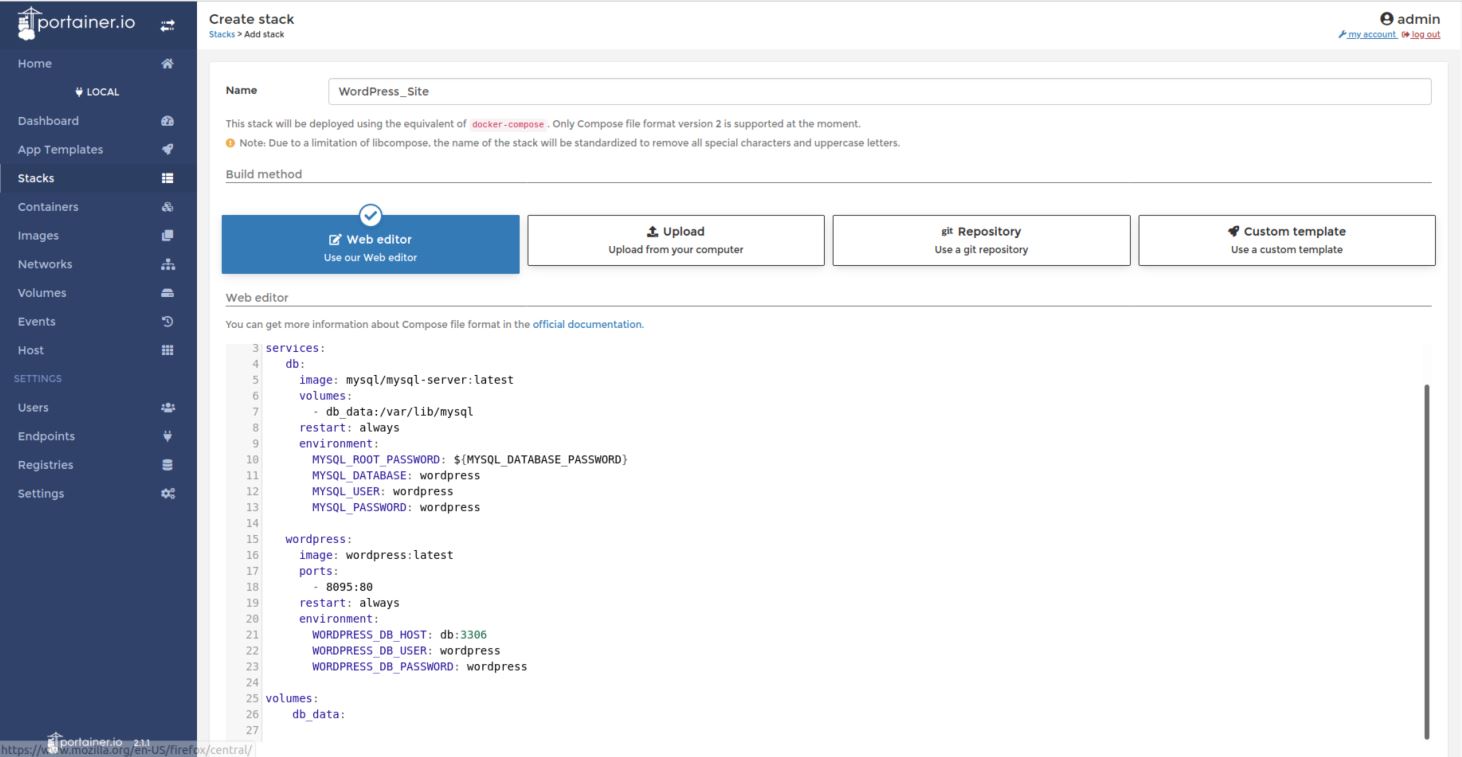 portainer.io
Home
LOCAL
Dashboard
App Templates
Stacks
Containers
Images
Networks
Volumes
Events
Host
SETTINGS
Users
Endpoints
Registries
Settings
portainer.io 2.1.1
https://www.mozilla.org/en-US/firefox/central/
Create stack
Stacks > Add stack
admin
my account log out
Name WordPress_Site
This stack will be deployed using the equivalent of docker-compose. Only Compose file format version 2 is supported at the moment.
Note: Due to a limitation of libcompose, the name of the stack will be standardized to remove all special characters and uppercase letters.
Build method
Web editor
Use our Web editor
Upload
Upload from your computer
git Repository
Use a git repository
Custom template
Use a custom template
Web editor
You can get more information about Compose file format in the official documentation.
3 services:
4 db:
5 image: mysql/mysql-server:latest
6 volumes:
7 - db_data:/var/lib/mysql
8 restart: always
9 environment:
10 MYSQL_ROOT_PASSWORD: ${MYSQL_DATABASE_PASSWORD}
11 MYSQL_DATABASE: wordpress
12 MYSQL_USER: wordpress
13 MYSQL_PASSWORD: wordpress
14
15 wordpress:
16 image: wordpress:latest
17 ports:
18 - 8095:80
19 restart: always
20 environment:
21 WORDPRESS_DB_HOST: db:3306
22 WORDPRESS_DB_USER: wordpress
23 WORDPRESS_DB_PASSWORD: wordpress
24
25 volumes:
26 db_data:
27